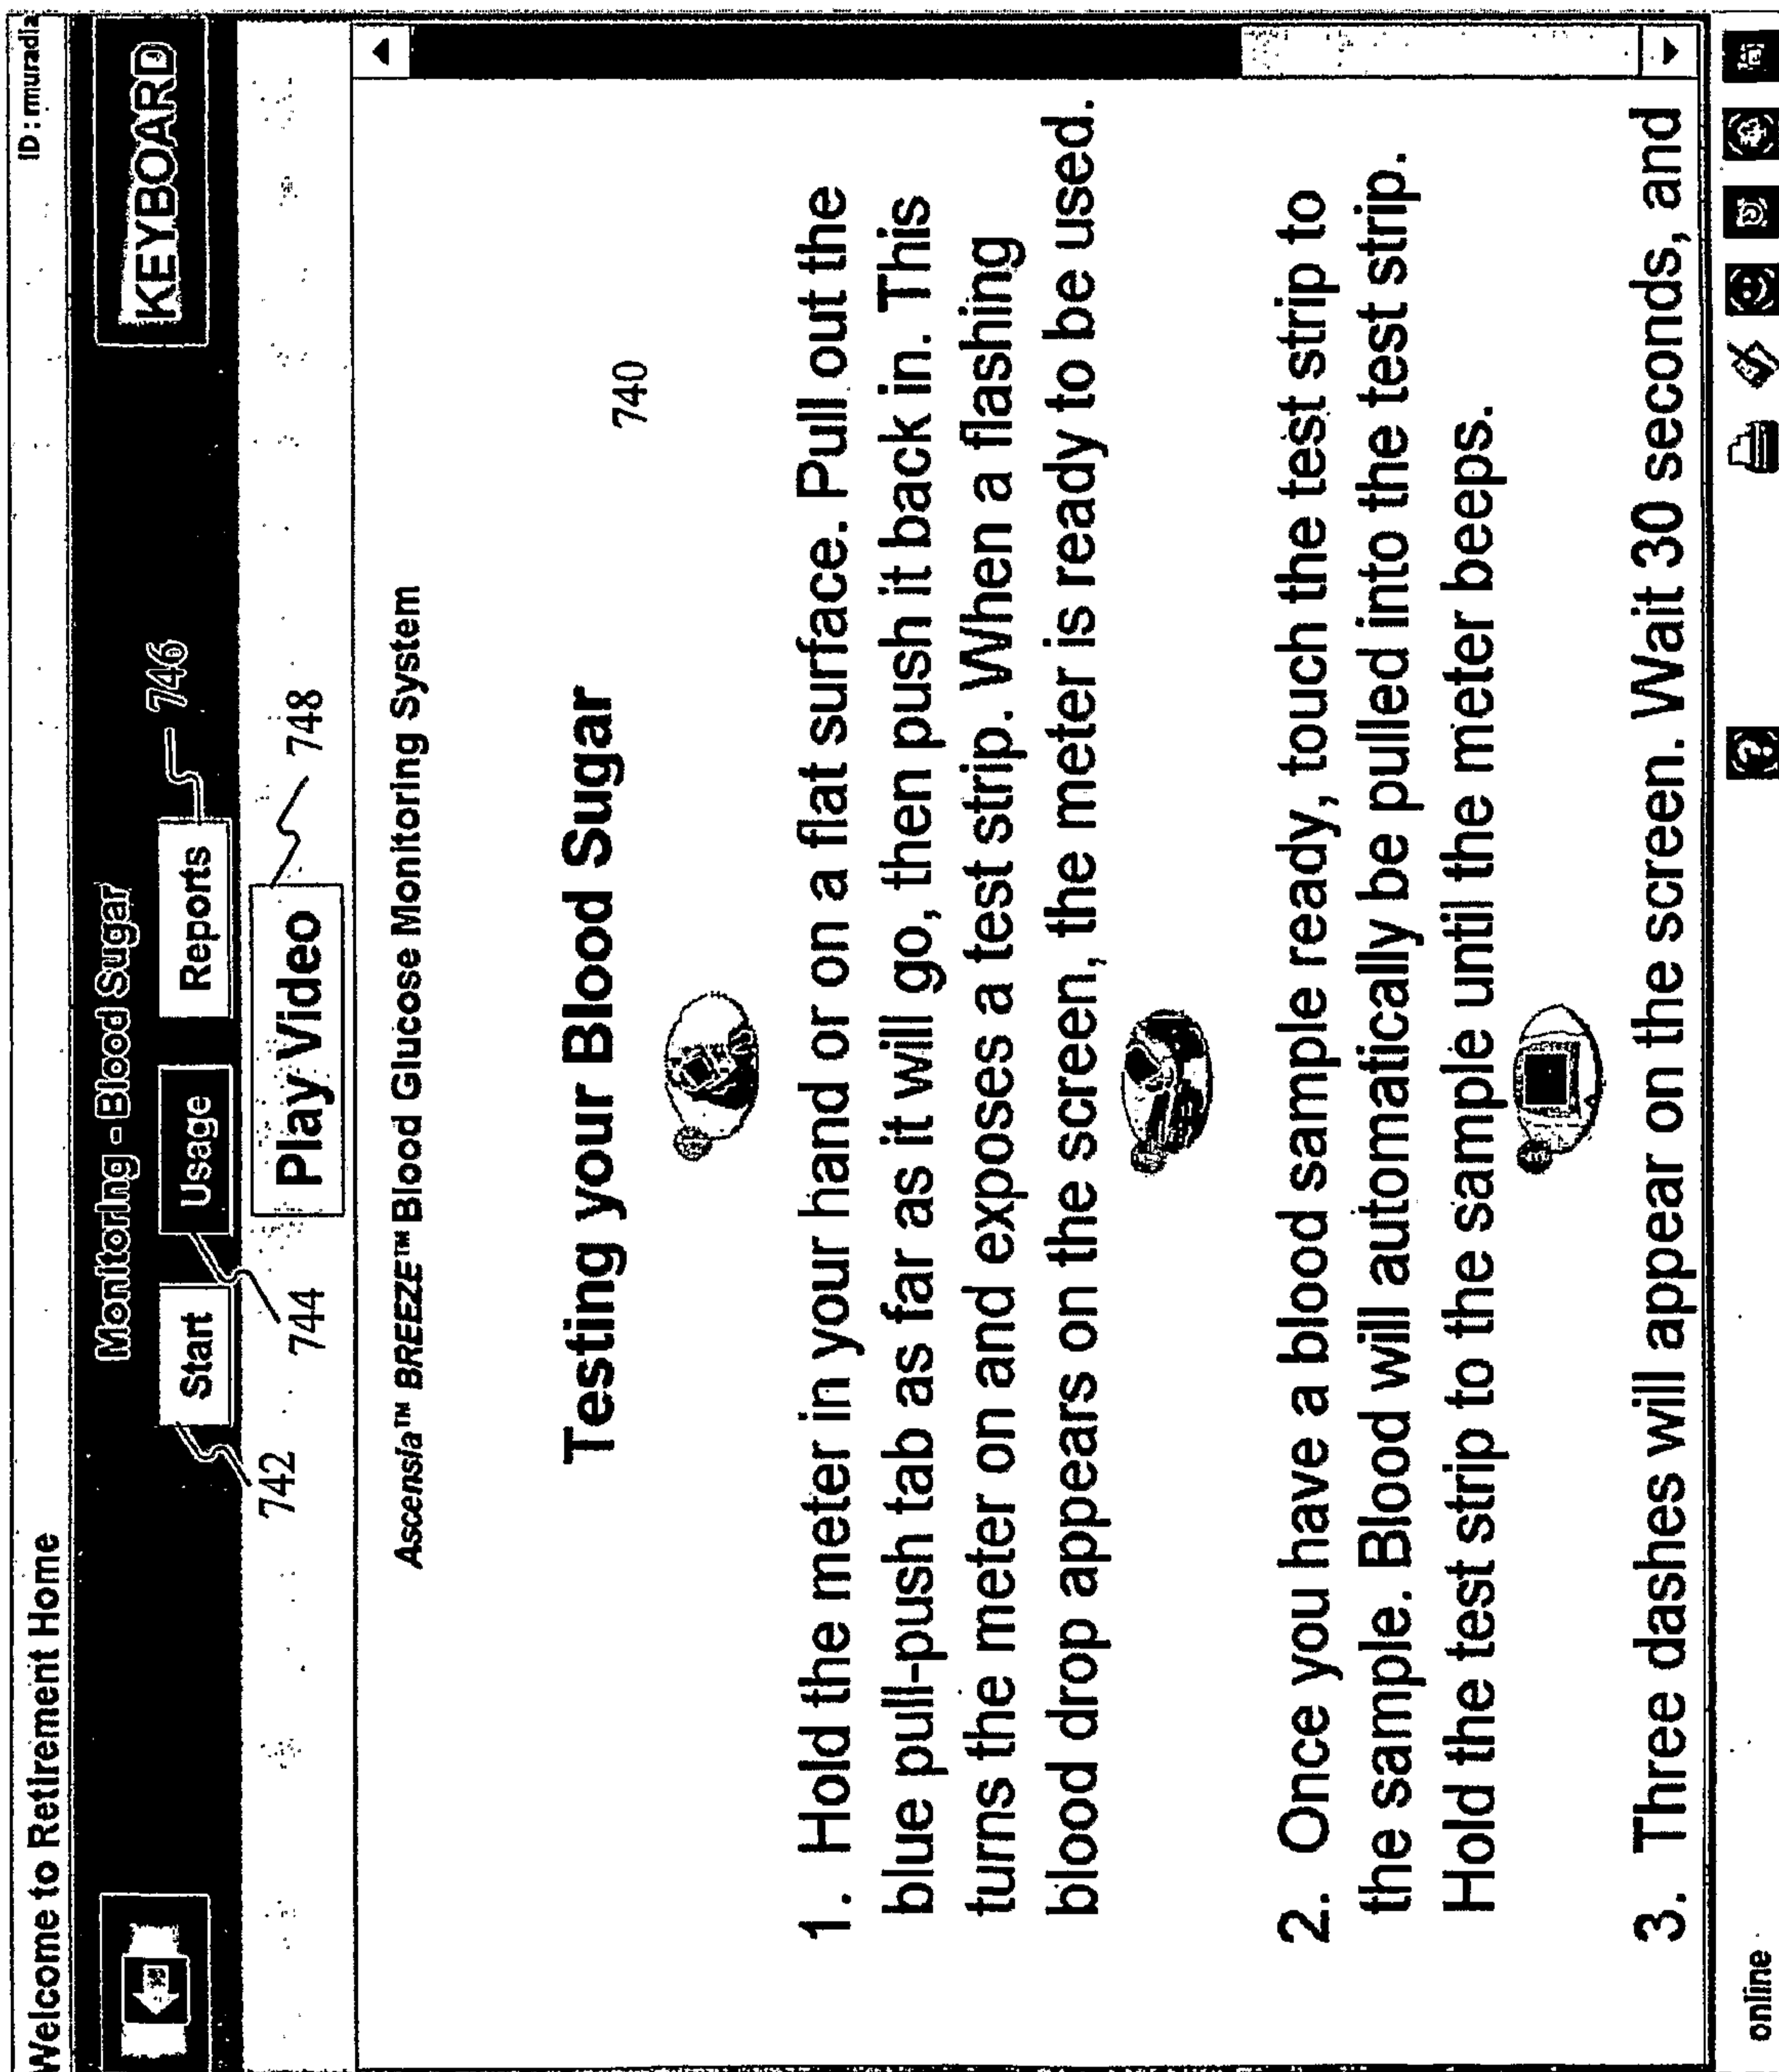 Welcome to Retirement Home
ID : rmuradia
Monitoring - Blood Sugar
KEYBOARD
Start
Usage
Reports
746
742
744
Play Video
748
Ascensia™ BREEZE™ Blood Glucose Monitoring System
Testing your Blood Sugar
740
1. Hold the meter in your hand or on a flat surface. Pull out the
blue pull-push tab as far as it will go, then push it back in. This
turns the meter on and exposes a test strip. When a flashing
blood drop appears on the screen, the meter is ready to be used.
2. Once you have a blood sample ready, touch the test strip to
the sample. Blood will automatically be pulled into the test strip.
Hold the test strip to the sample until the meter beeps.
3. Three dashes will appear on the screen. Wait 30 seconds, and
online
?